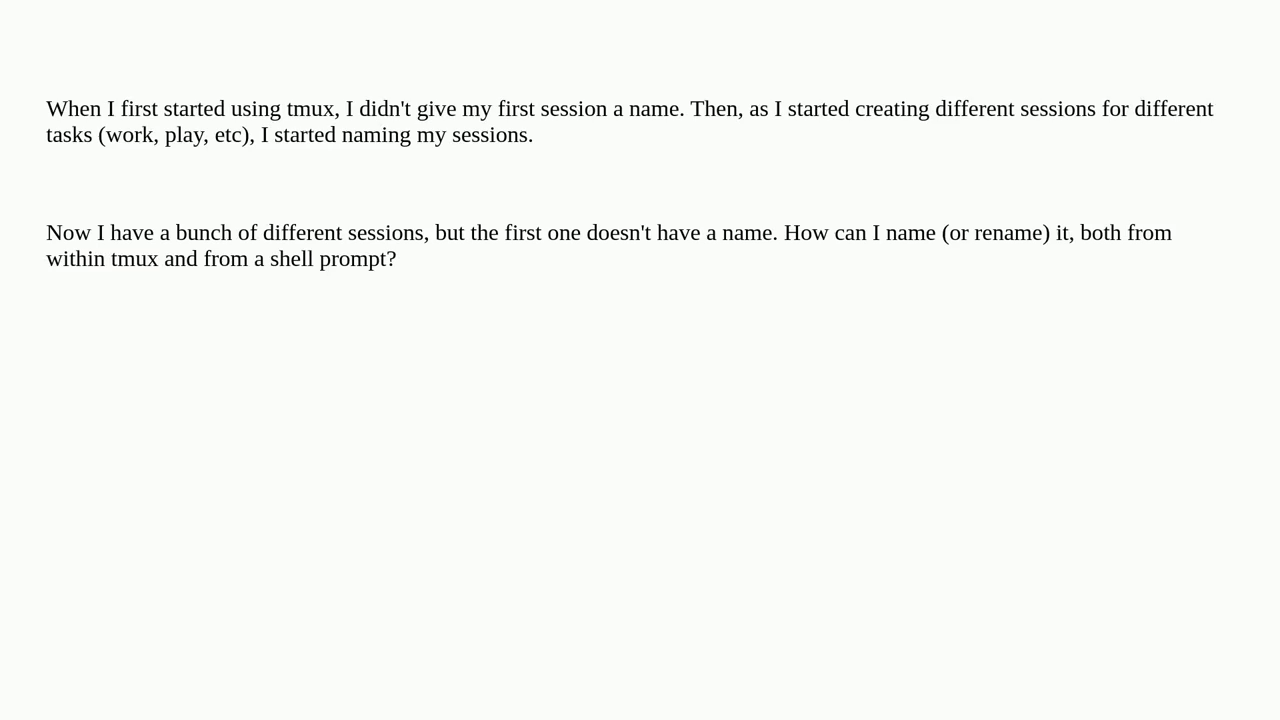 When I first started using tmux, I didn't give my first session a name. Then, as I started creating different sessions for different
tasks (work, play, etc), I started naming my sessions.
Now I have a bunch of different sessions, but the first one doesn't have a name. How can I name (or rename) it, both from
within tmux and from a shell prompt?